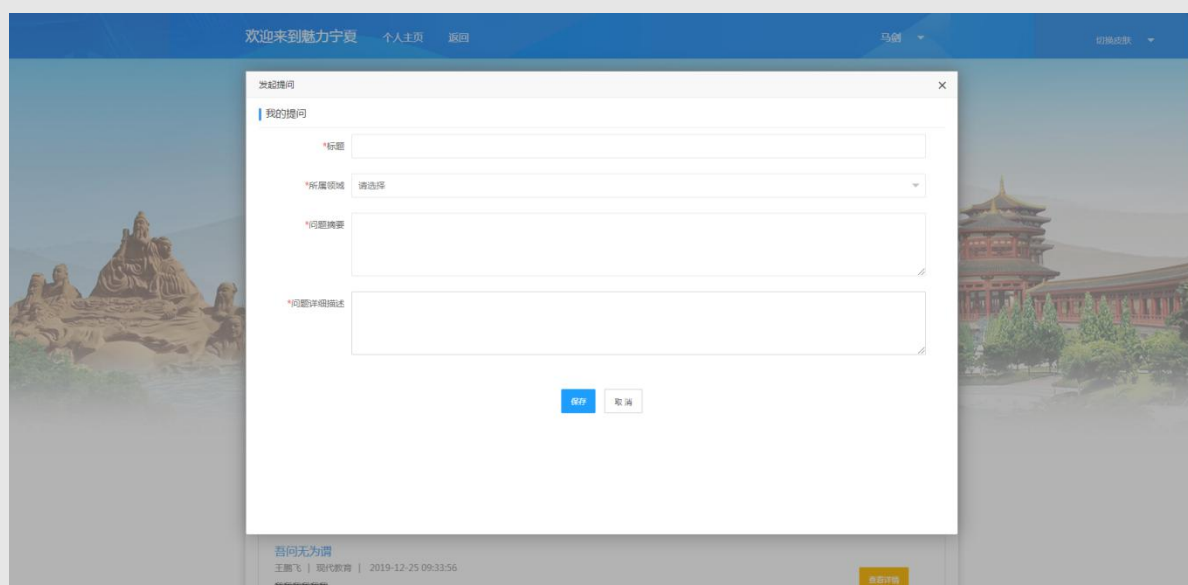 欢迎来到魅力宁夏 个人主页 返回 马剑 切换皮肤
发起提问 ×
我的提问
*标题
*所属领域 请选择
*问题摘要
*问题详细描述
保存 取消
吾问无为谓
王鹏飞 | 现代教育 | 2019-12-25 09:33:56
查看详情